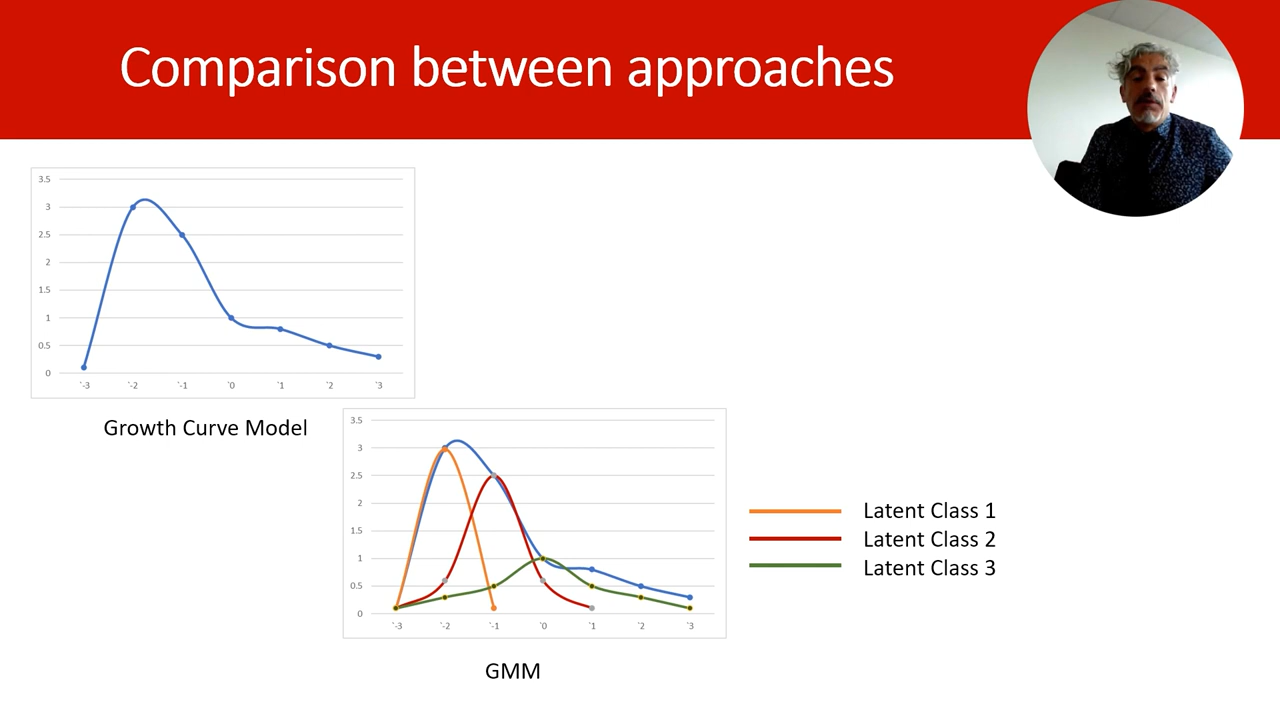 Comparison between approaches
3.5
3
2.5
2
1.5
1
0.5
0
`-3 `-2 `-1 `0 `1 `2 `3
Growth Curve Model
3.5
3
2.5
2
1.5
1
0.5
0
`-3 `-2 `-1 `0 `1 `2 `3
GMM
Latent Class 1
Latent Class 2
Latent Class 3